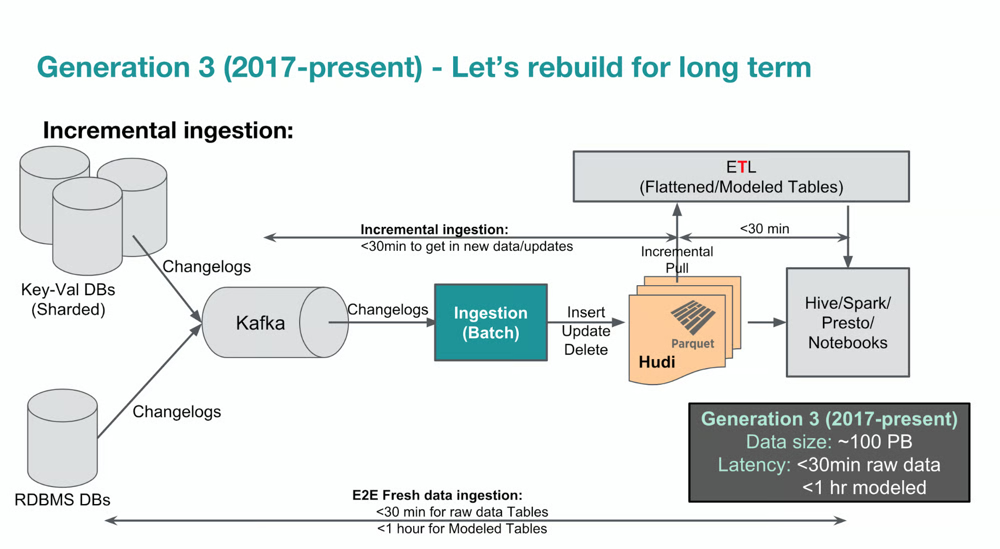 Generation 3 (2017-present) - Let’s rebuild for long term
Incremental ingestion:
ETL
(Flattened/Modeled Tables)
Incremental ingestion:
<30min to get in new data/updates
<30 min
Incremental
Pull
Changelogs
Key-Val DBs
(Sharded)
Kafka
Changelogs
Ingestion
(Batch)
Insert
Update
Delete
Parquet
Hudi
Hive/Spark/
Presto/
Notebooks
Changelogs
RDBMS DBs
Generation 3 (2017-present)
Data size: ~100 PB
Latency: <30min raw data
<1 hr modeled
E2E Fresh data ingestion:
<30 min for raw data Tables
<1 hour for Modeled Tables